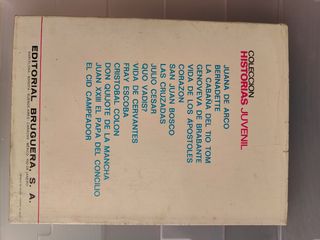 COLECCION
HISTORIAS JUVENIL
JUANA DE ARCO
BERNADETTE
LA CABAÑA DEL TIO TOM
GENOVEVA DE BRABANTE
VIDA DE LOS APOSTOLES
CORAZON
SAN JUAN BOSCO
LAS CRUZADAS
JULIO CESAR
QUO VADIS?
VIDA DE CERVANTES
FRAY ESCOBA
CRISTOBAL COLON
DON QUIJOTE DE LA MANCHA
JUAN XXIII EL PAPA DEL CONCILIO
EL CID CAMPEADOR
EDITORIAL BRUGUERA, S. A.